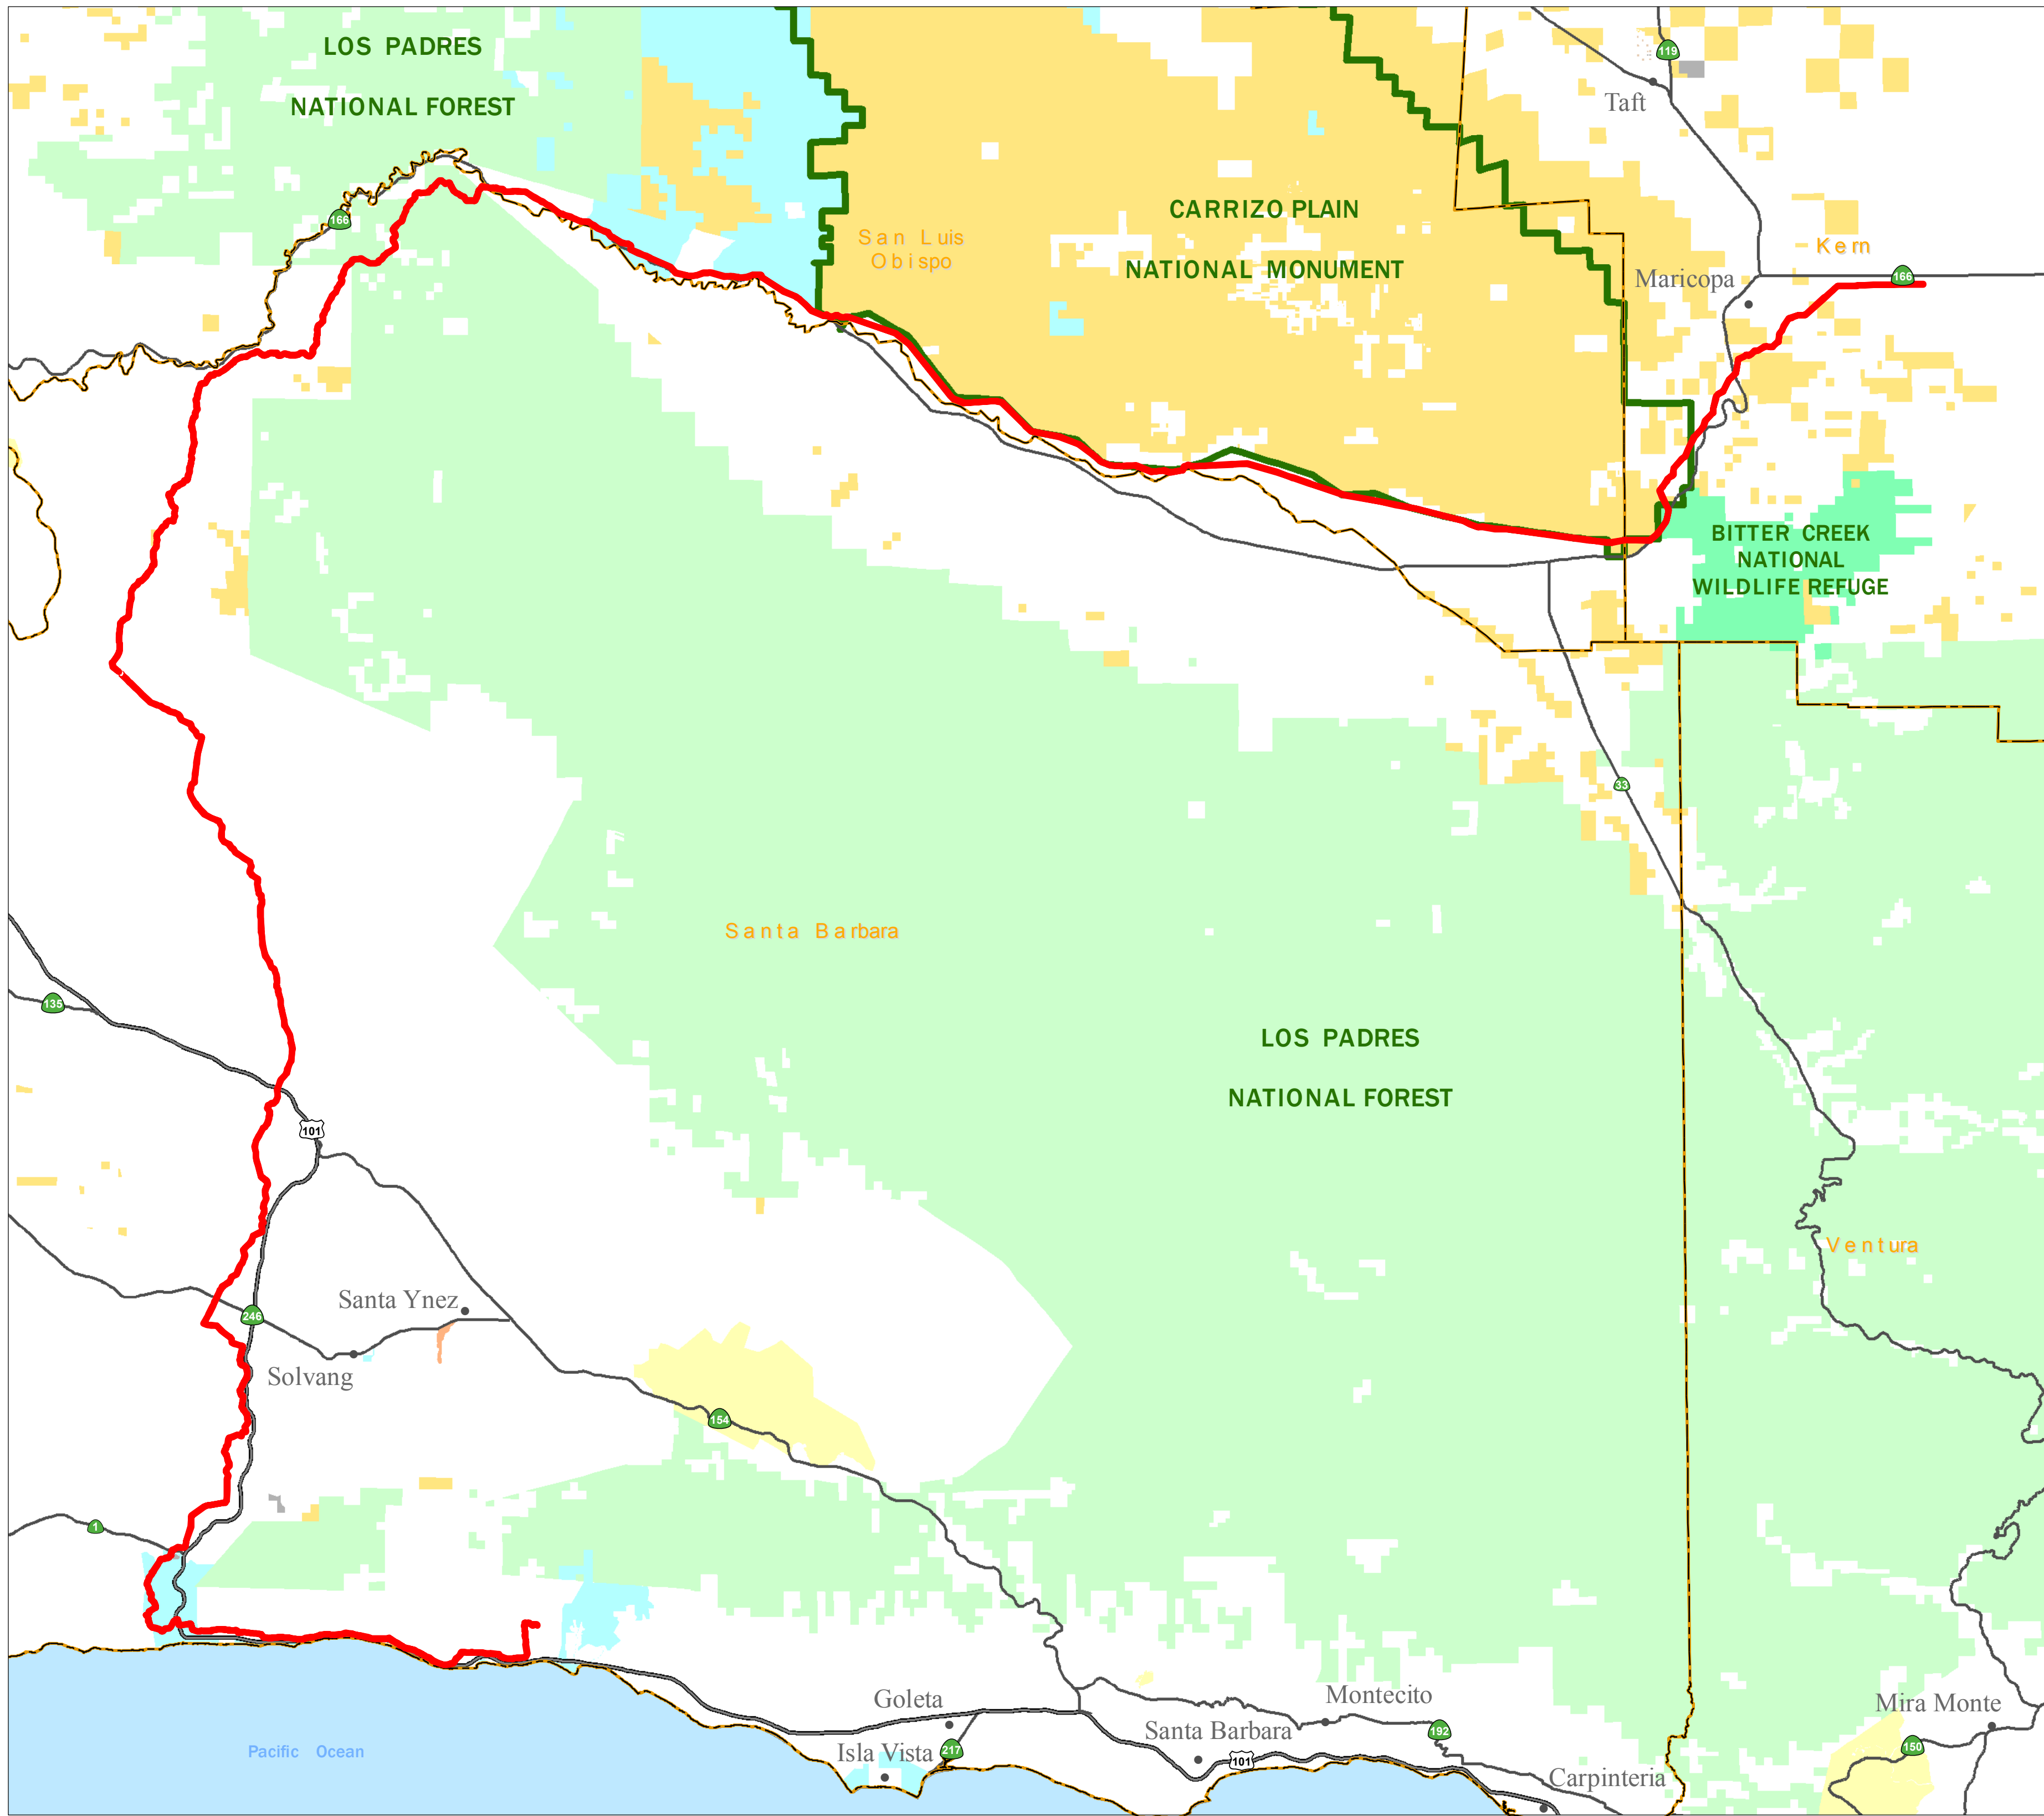 LOS PADRES
NATIONAL FOREST
119
Taft
166
San Luis
Obispo
CARRIZO PLAIN
NATIONAL MONUMENT
Kern
Maricopa
166
BITTER CREEK
NATIONAL
WILDLIFE REFUGE
33
Santa Barbara
135
LOS PADRES
NATIONAL FOREST
101
Ventura
Santa Ynez
246
Solvang
154
1
Goleta
Montecito
Mira Monte
Santa Barbara
192
Isla Vista
217
101
150
Pacific Ocean
Carpinteria